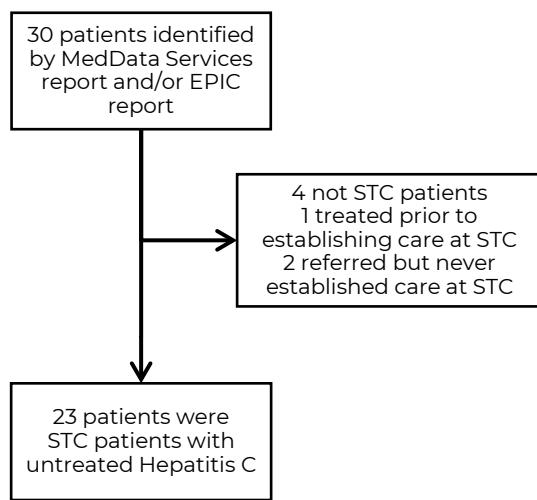 30 patients identified
by MedData Services
report and/or EPIC
report
4 not STC patients
1 treated prior to
establishing care at STC
2 referred but never
established care at STC
23 patients were
STC patients with
untreated Hepatitis C